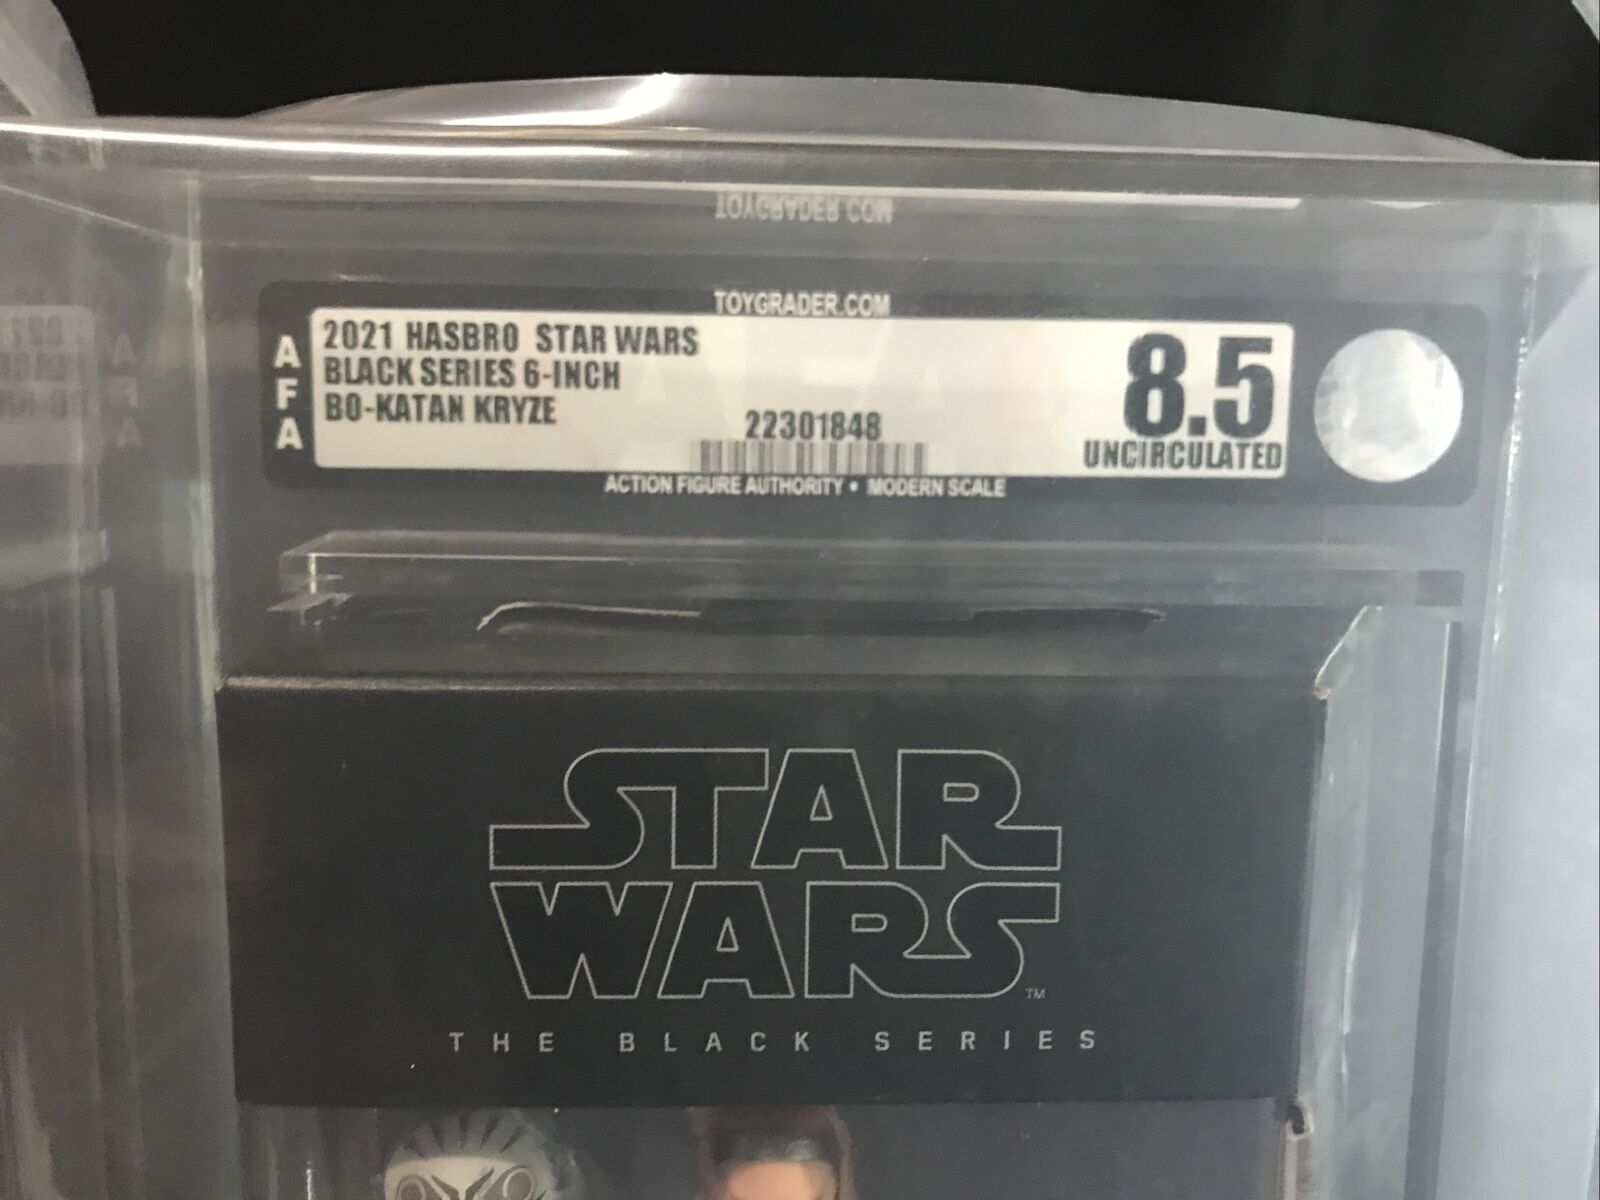 TOYGRADER.COM
TOYGRADER.COM
AFA
2021 HASBRO STAR WARS
BLACK SERIES 6-INCH
BO-KATAN KRYZE
22301848
8.5
UNCIRCULATED
ACTION FIGURE AUTHORITY • MODERN SCALE
STAR
WARS TM
THE BLACK SERIES